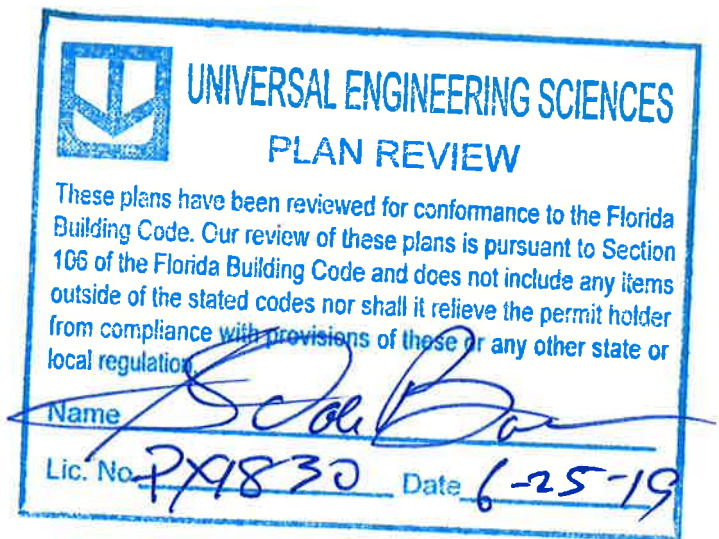 UNIVERSAL ENGINEERING SCIENCES
PLAN REVIEW
These plans have been reviewed for conformance to the Florida
Building Code. Our review of these plans is pursuant to Section
106 of the Florida Building Code and does not include any items
outside of the stated codes nor shall it relieve the permit holder
from compliance with provisions of these or any other state or
local regulation.
Name
Lic. No. PX9830 Date 6-25-19